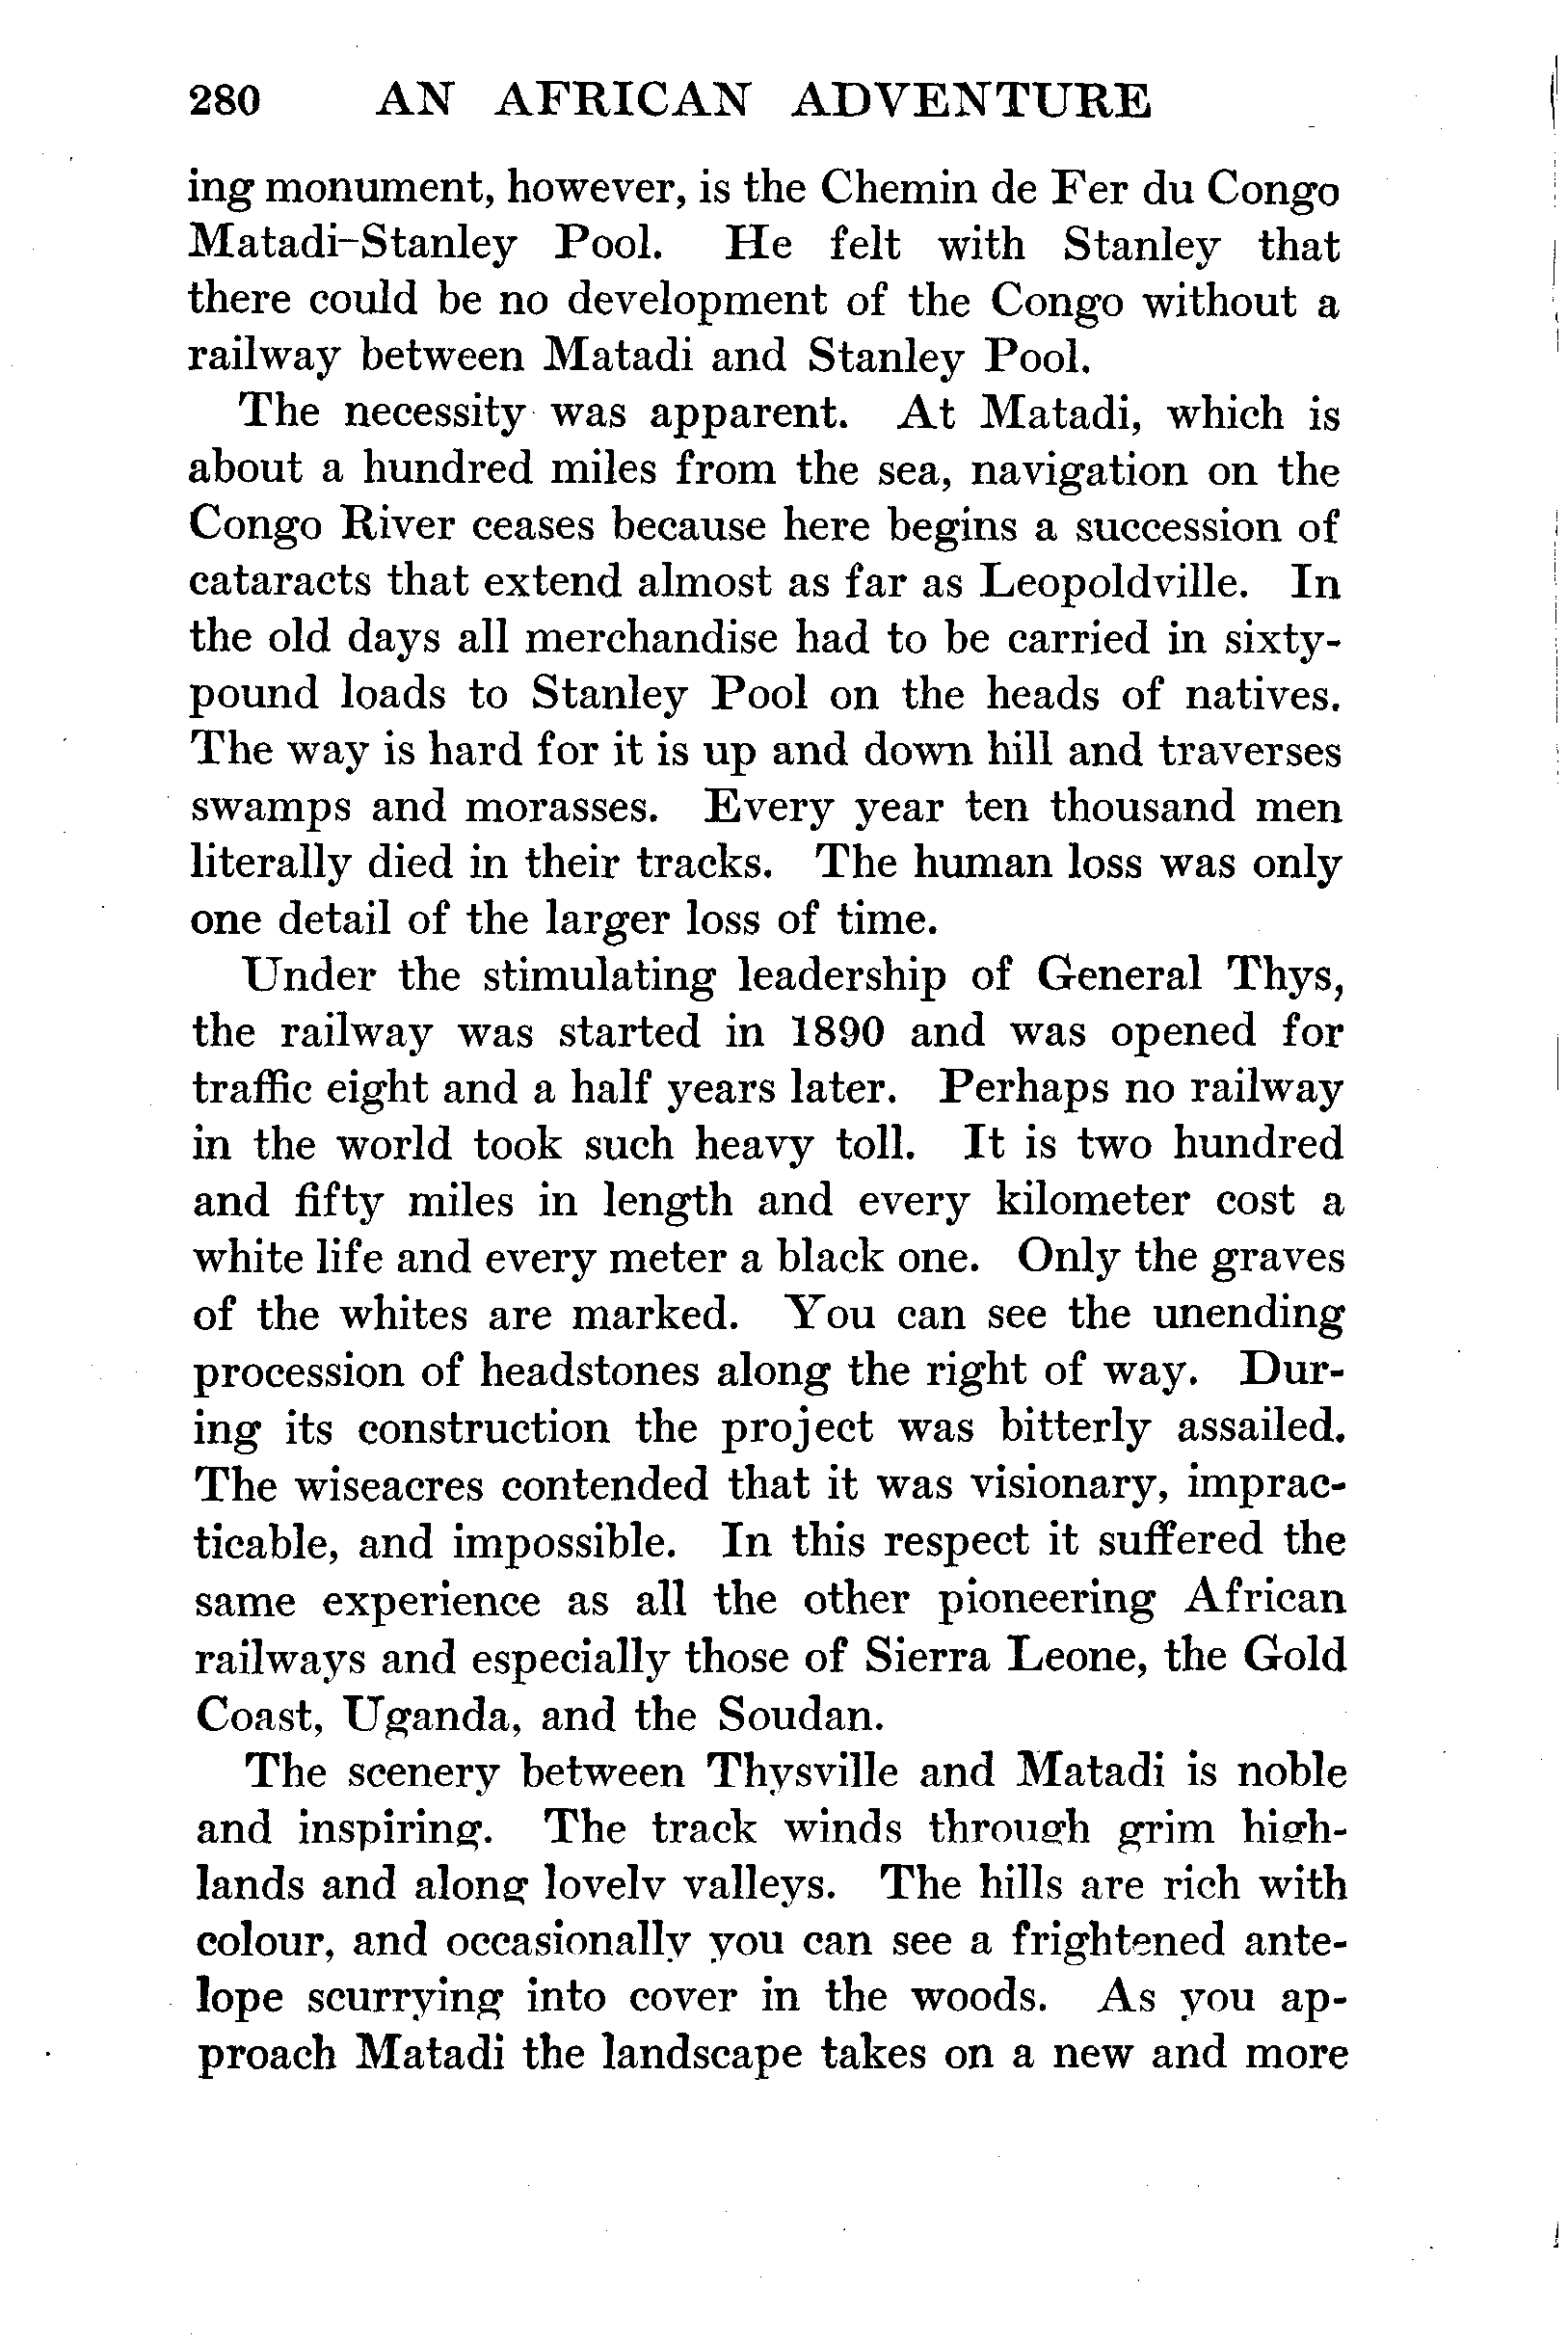 280 AN AFRICAN ADVENTURE
ing monument, however, is the Chemin de Fer du Congo
Matadi-Stanley Pool. He felt with Stanley that
there could be no development of the Congo without a
railway between Matadi and Stanley Pool.
The necessity was apparent. At Matadi, which is
about a hundred miles from the sea, navigation on the
Congo River ceases because here begins a succession of
cataracts that extend almost as far as Leopoldville. In
the old days all merchandise had to be carried in sixty-
pound loads to Stanley Pool on the heads of natives.
The way is hard for it is up and down hill and traverses
swamps and morasses. Every year ten thousand men
literally died in their tracks. The human loss was only
one detail of the larger loss of time.
Under the stimulating leadership of General Thys,
the railway was started in 1890 and was opened for
traffic eight and a half years later. Perhaps no railway
in the world took such heavy toll. It is two hundred
and fifty miles in length and every kilometer cost a
white life and every meter a black one. Only the graves
of the whites are marked. You can see the unending
procession of headstones along the right of way. Dur-
ing its construction the project was bitterly assailed.
The wiseacres contended that it was visionary, imprac-
ticable, and impossible. In this respect it suffered the
same experience as all the other pioneering African
railways and especially those of Sierra Leone, the Gold
Coast, Uganda, and the Soudan.
The scenery between Thysville and Matadi is noble
and inspiring. The track winds through grim high-
lands and along lovely valleys. The hills are rich with
colour, and occasionally you can see a frightened ante-
lope scurrying into cover in the woods. As you ap-
proach Matadi the landscape takes on a new and more